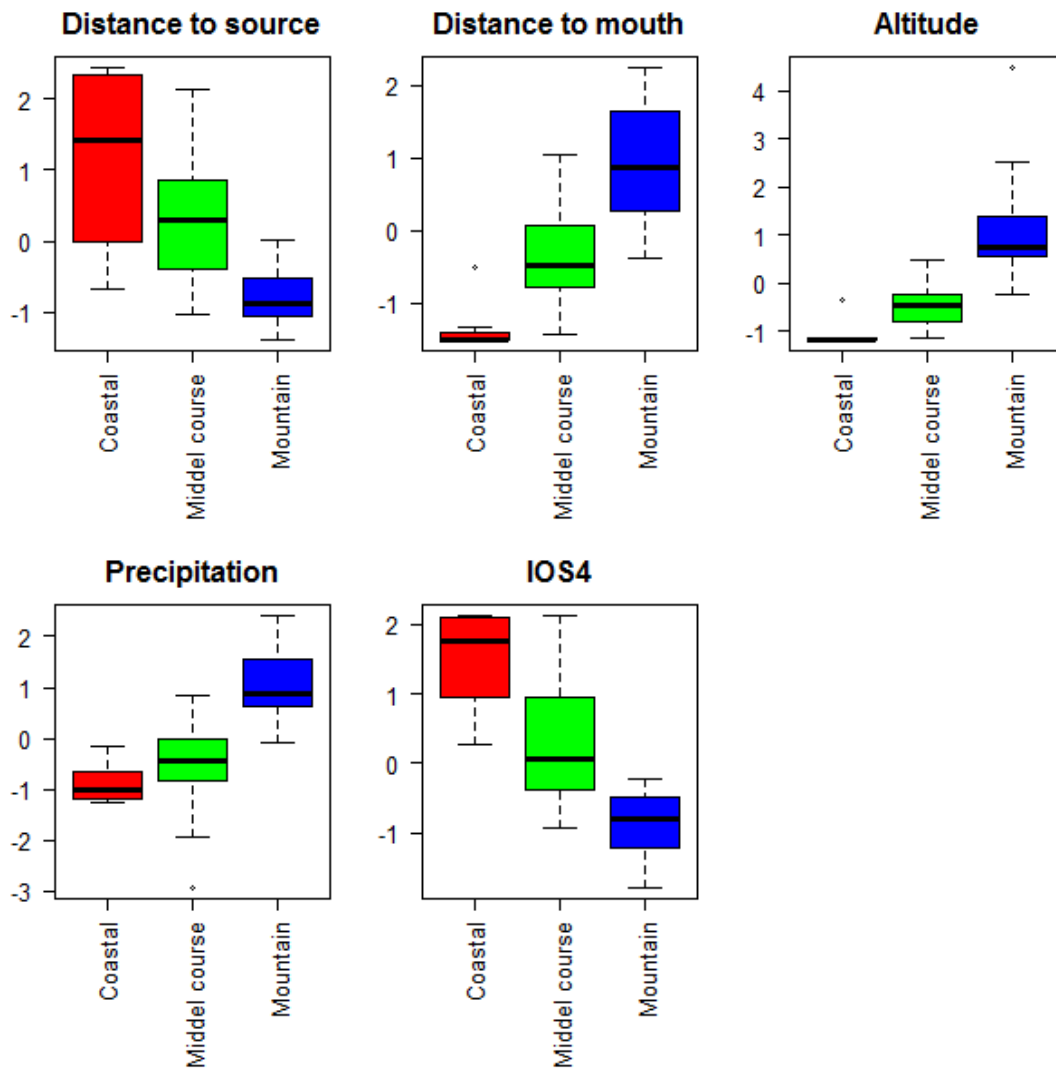 Distance to source
2
1
0
-1
Coastal
Middel course
Mountain
Distance to mouth
2
1
0
-1
Coastal
Middel course
Mountain
Altitude
4
3
2
1
0
-1
Coastal
Middel course
Mountain
Precipitation
2
1
0
-1
-2
-3
Coastal
Middel course
Mountain
IOS4
2
1
0
-1
Coastal
Middel course
Mountain